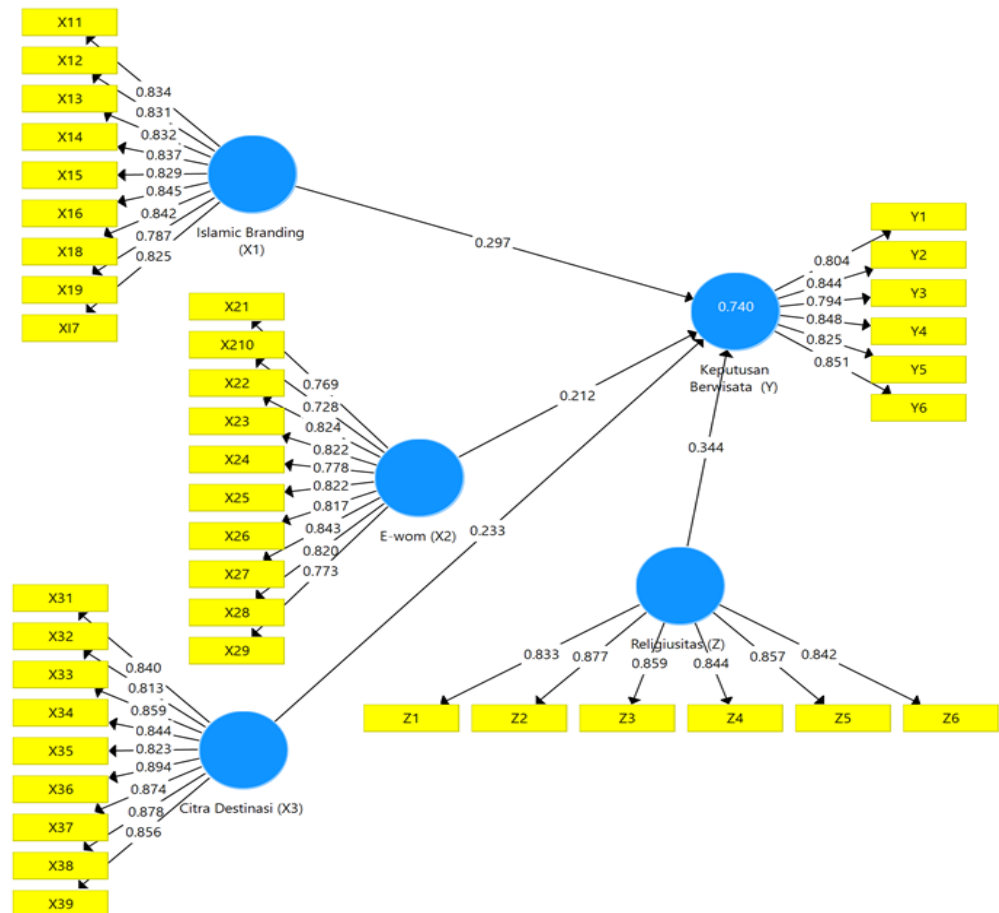 X11
X12
X13
X14
X15
X16
X18
X19
XI7
0.834
0.831
0.832
0.837
0.829
0.845
0.842
0.787
0.825
Islamic Branding
(X1)
0.297
X21
X210
X22
X23
X24
X25
X26
X27
X28
X29
0.769
0.728
0.824
0.822
0.778
0.822
0.817
0.843
0.820
0.773
E-wom (X2)
0.212
X31
X32
X33
X34
X35
X36
X37
X38
X39
0.840
0.813
0.859
0.844
0.823
0.894
0.874
0.878
0.856
Citra Destinasi (X3)
0.233
0.740
Keputusan
Berwisata (Y)
0.804
0.844
0.794
0.848
0.825
0.851
Y1
Y2
Y3
Y4
Y5
Y6
0.344
Religiusitas (Z)
0.833
0.877
0.859
0.844
0.857
0.842
Z1
Z2
Z3
Z4
Z5
Z6